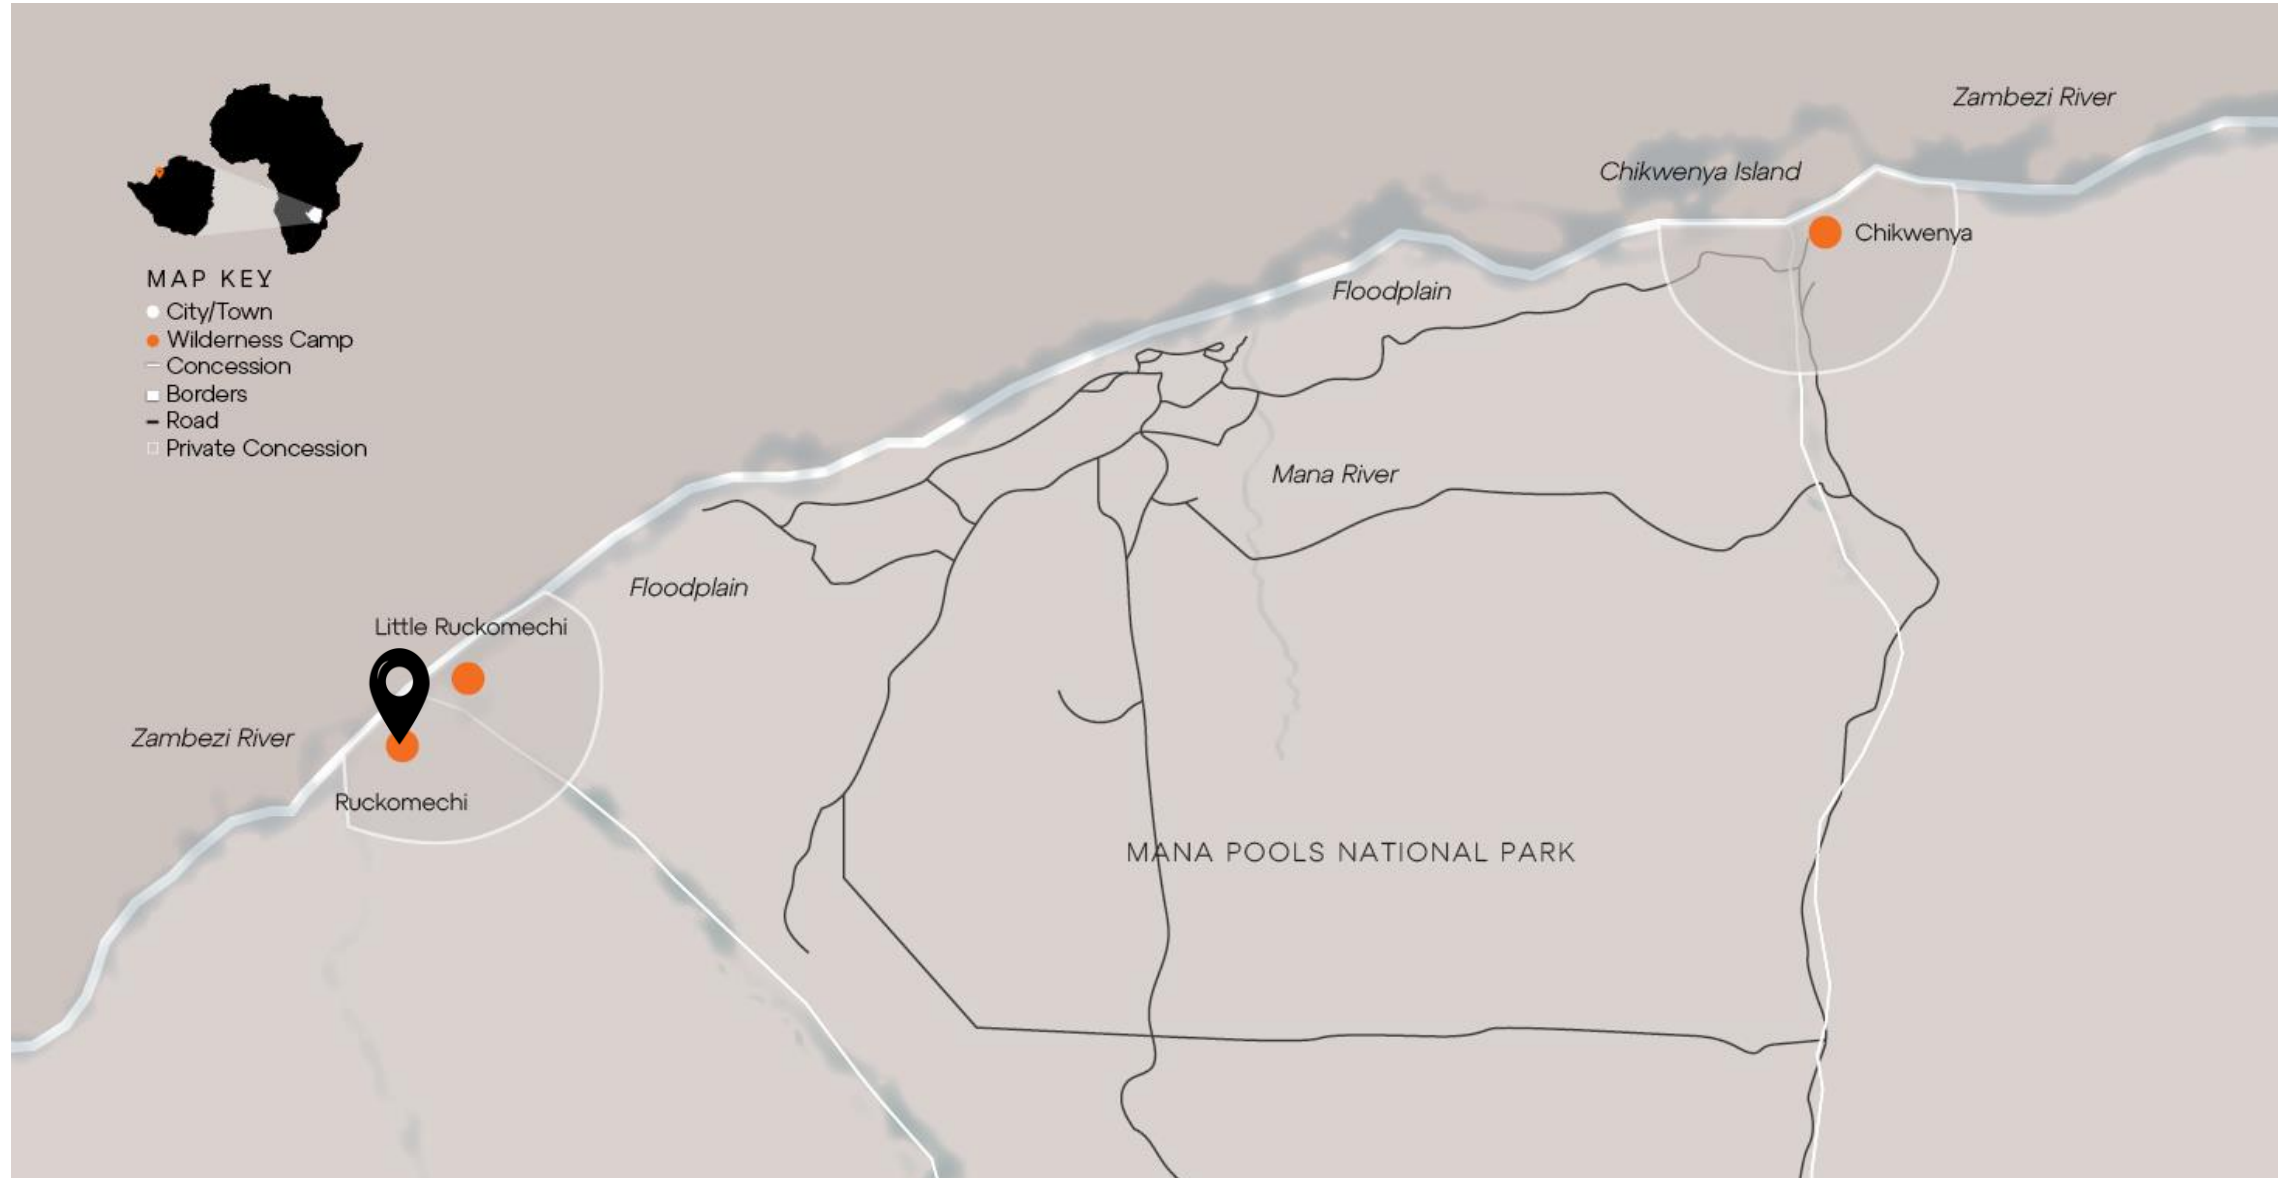 Zambezi River
Chikwenya Island
Chikwenya
MAP KEY
City/Town
Wilderness Camp
Concession
Borders
Road
Private Concession
Floodplain
Mana River
Floodplain
Little Ruckomechi
Zambezi River
Ruckomechi
MANA POOLS NATIONAL PARK